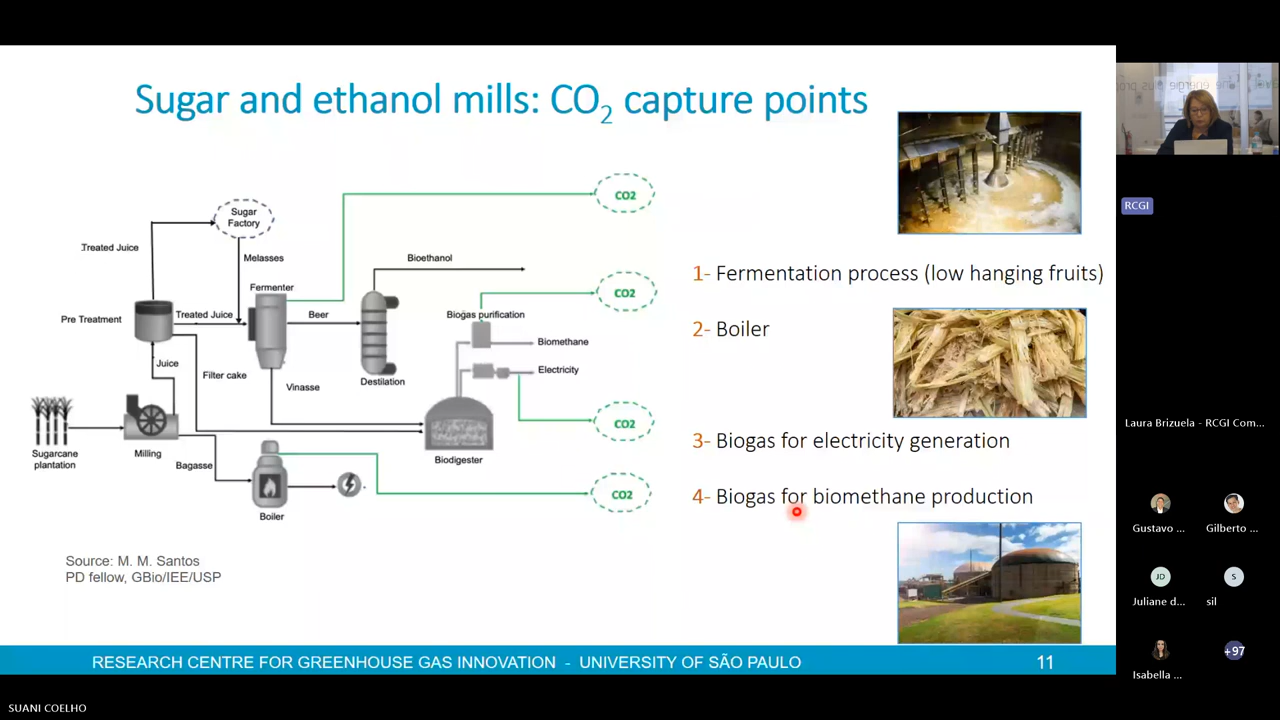 Sugar and ethanol mills: CO2 capture points
CO2
Sugar
Factory
Treated Juice
Melasses
Bioethanol
Fermenter
CO2
Pre Treatment
Treated Juice
Beer
Biogas purification
Biomethane
Juice
Filter cake
Destilation
Electricity
Vinasse
CO2
Sugarcane
plantation
Milling
Bagasse
Biodigester
CO2
Boiler
1- Fermentation process (low hanging fruits)
2- Boiler
3- Biogas for electricity generation
4- Biogas for biomethane production
Source: M. M. Santos
PD fellow, GBio/IEE/USP
RESEARCH CENTRE FOR GREENHOUSE GAS INNOVATION - UNIVERSITY OF SÃO PAULO
11
RCGI
Laura Brizuela - RCGI Com...
Gustavo ...
Gilberto ...
JD
S
Juliane d...
sil
Isabella ...
+97
SUANI COELHO